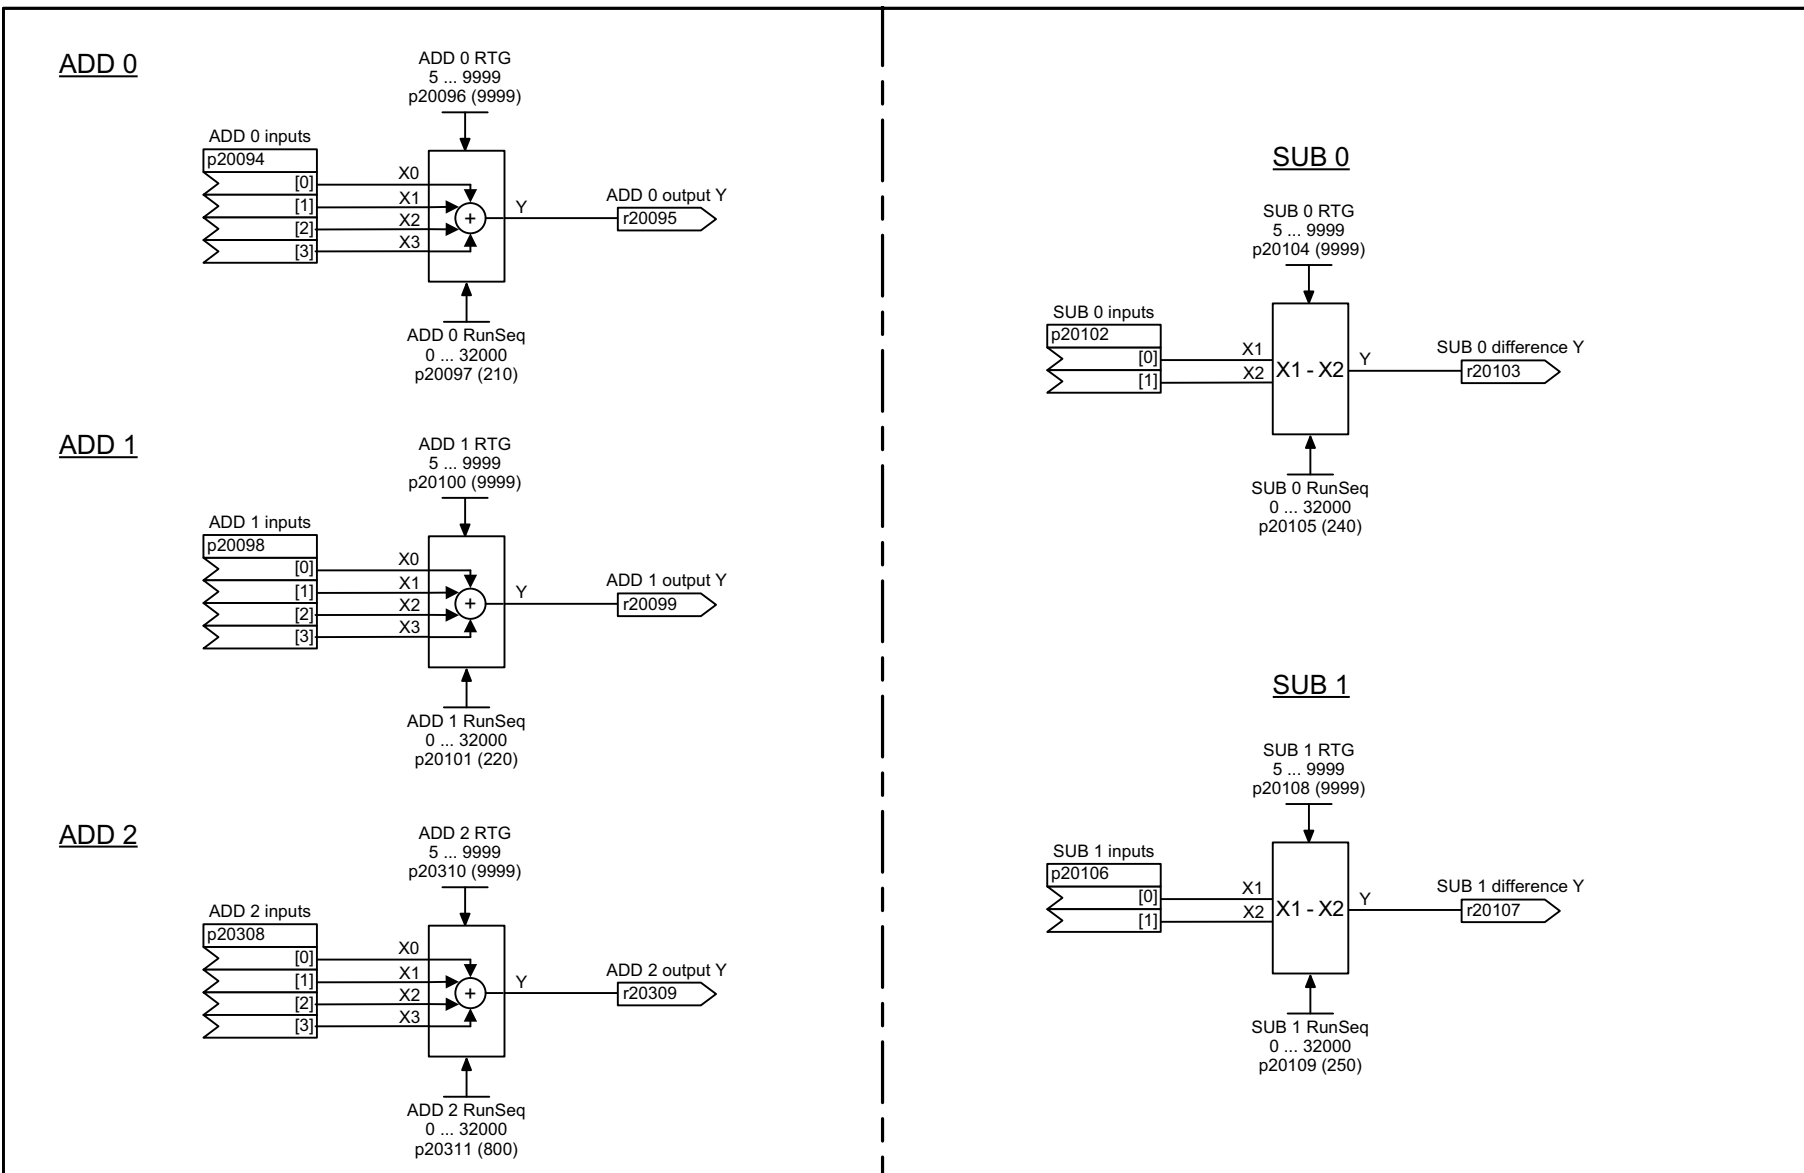 ADD 0
ADD 0 RTG
5 ... 9999
p20096 (9999)
ADD 0 inputs
p20094
[0]
[1]
[2]
[3]
X0
X1
X2
X3
+
Y
ADD 0 output Y
r20095
ADD 0 RunSeq
0 ... 32000
p20097 (210)
ADD 1
ADD 1 RTG
5 ... 9999
p20100 (9999)
ADD 1 inputs
p20098
[0]
[1]
[2]
[3]
X0
X1
X2
X3
+
Y
ADD 1 output Y
r20099
ADD 1 RunSeq
0 ... 32000
p20101 (220)
ADD 2
ADD 2 RTG
5 ... 9999
p20310 (9999)
ADD 2 inputs
p20308
[0]
[1]
[2]
[3]
X0
X1
X2
X3
+
Y
ADD 2 output Y
r20309
ADD 2 RunSeq
0 ... 32000
p20311 (800)
SUB 0
SUB 0 RTG
5 ... 9999
p20104 (9999)
SUB 0 inputs
p20102
[0]
[1]
X1
X2
X1 - X2
Y
SUB 0 difference Y
r20103
SUB 0 RunSeq
0 ... 32000
p20105 (240)
SUB 1
SUB 1 RTG
5 ... 9999
p20108 (9999)
SUB 1 inputs
p20106
[0]
[1]
X1
X2
X1 - X2
Y
SUB 1 difference Y
r20107
SUB 1 RunSeq
0 ... 32000
p20109 (250)